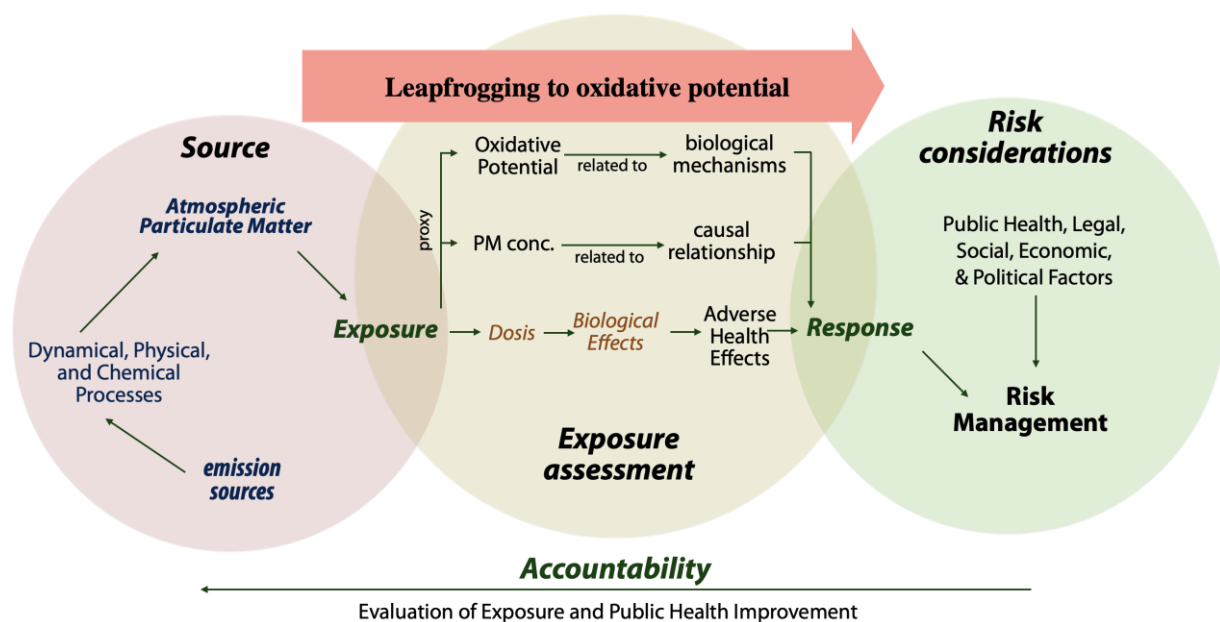 Leapfrogging to oxidative potential
Source
Atmospheric
Particulate Matter
Dynamical, Physical,
and Chemical
Processes
emission
sources
Exposure
proxy
Oxidative
Potential
related to
biological
mechanisms
PM conc.
related to
causal
relationship
Dosis
Biological
Effects
Adverse
Health
Effects
Response
Exposure
assessment
Risk
considerations
Public Health, Legal,
Social, Economic,
& Political Factors
Risk
Management
Accountability
Evaluation of Exposure and Public Health Improvement